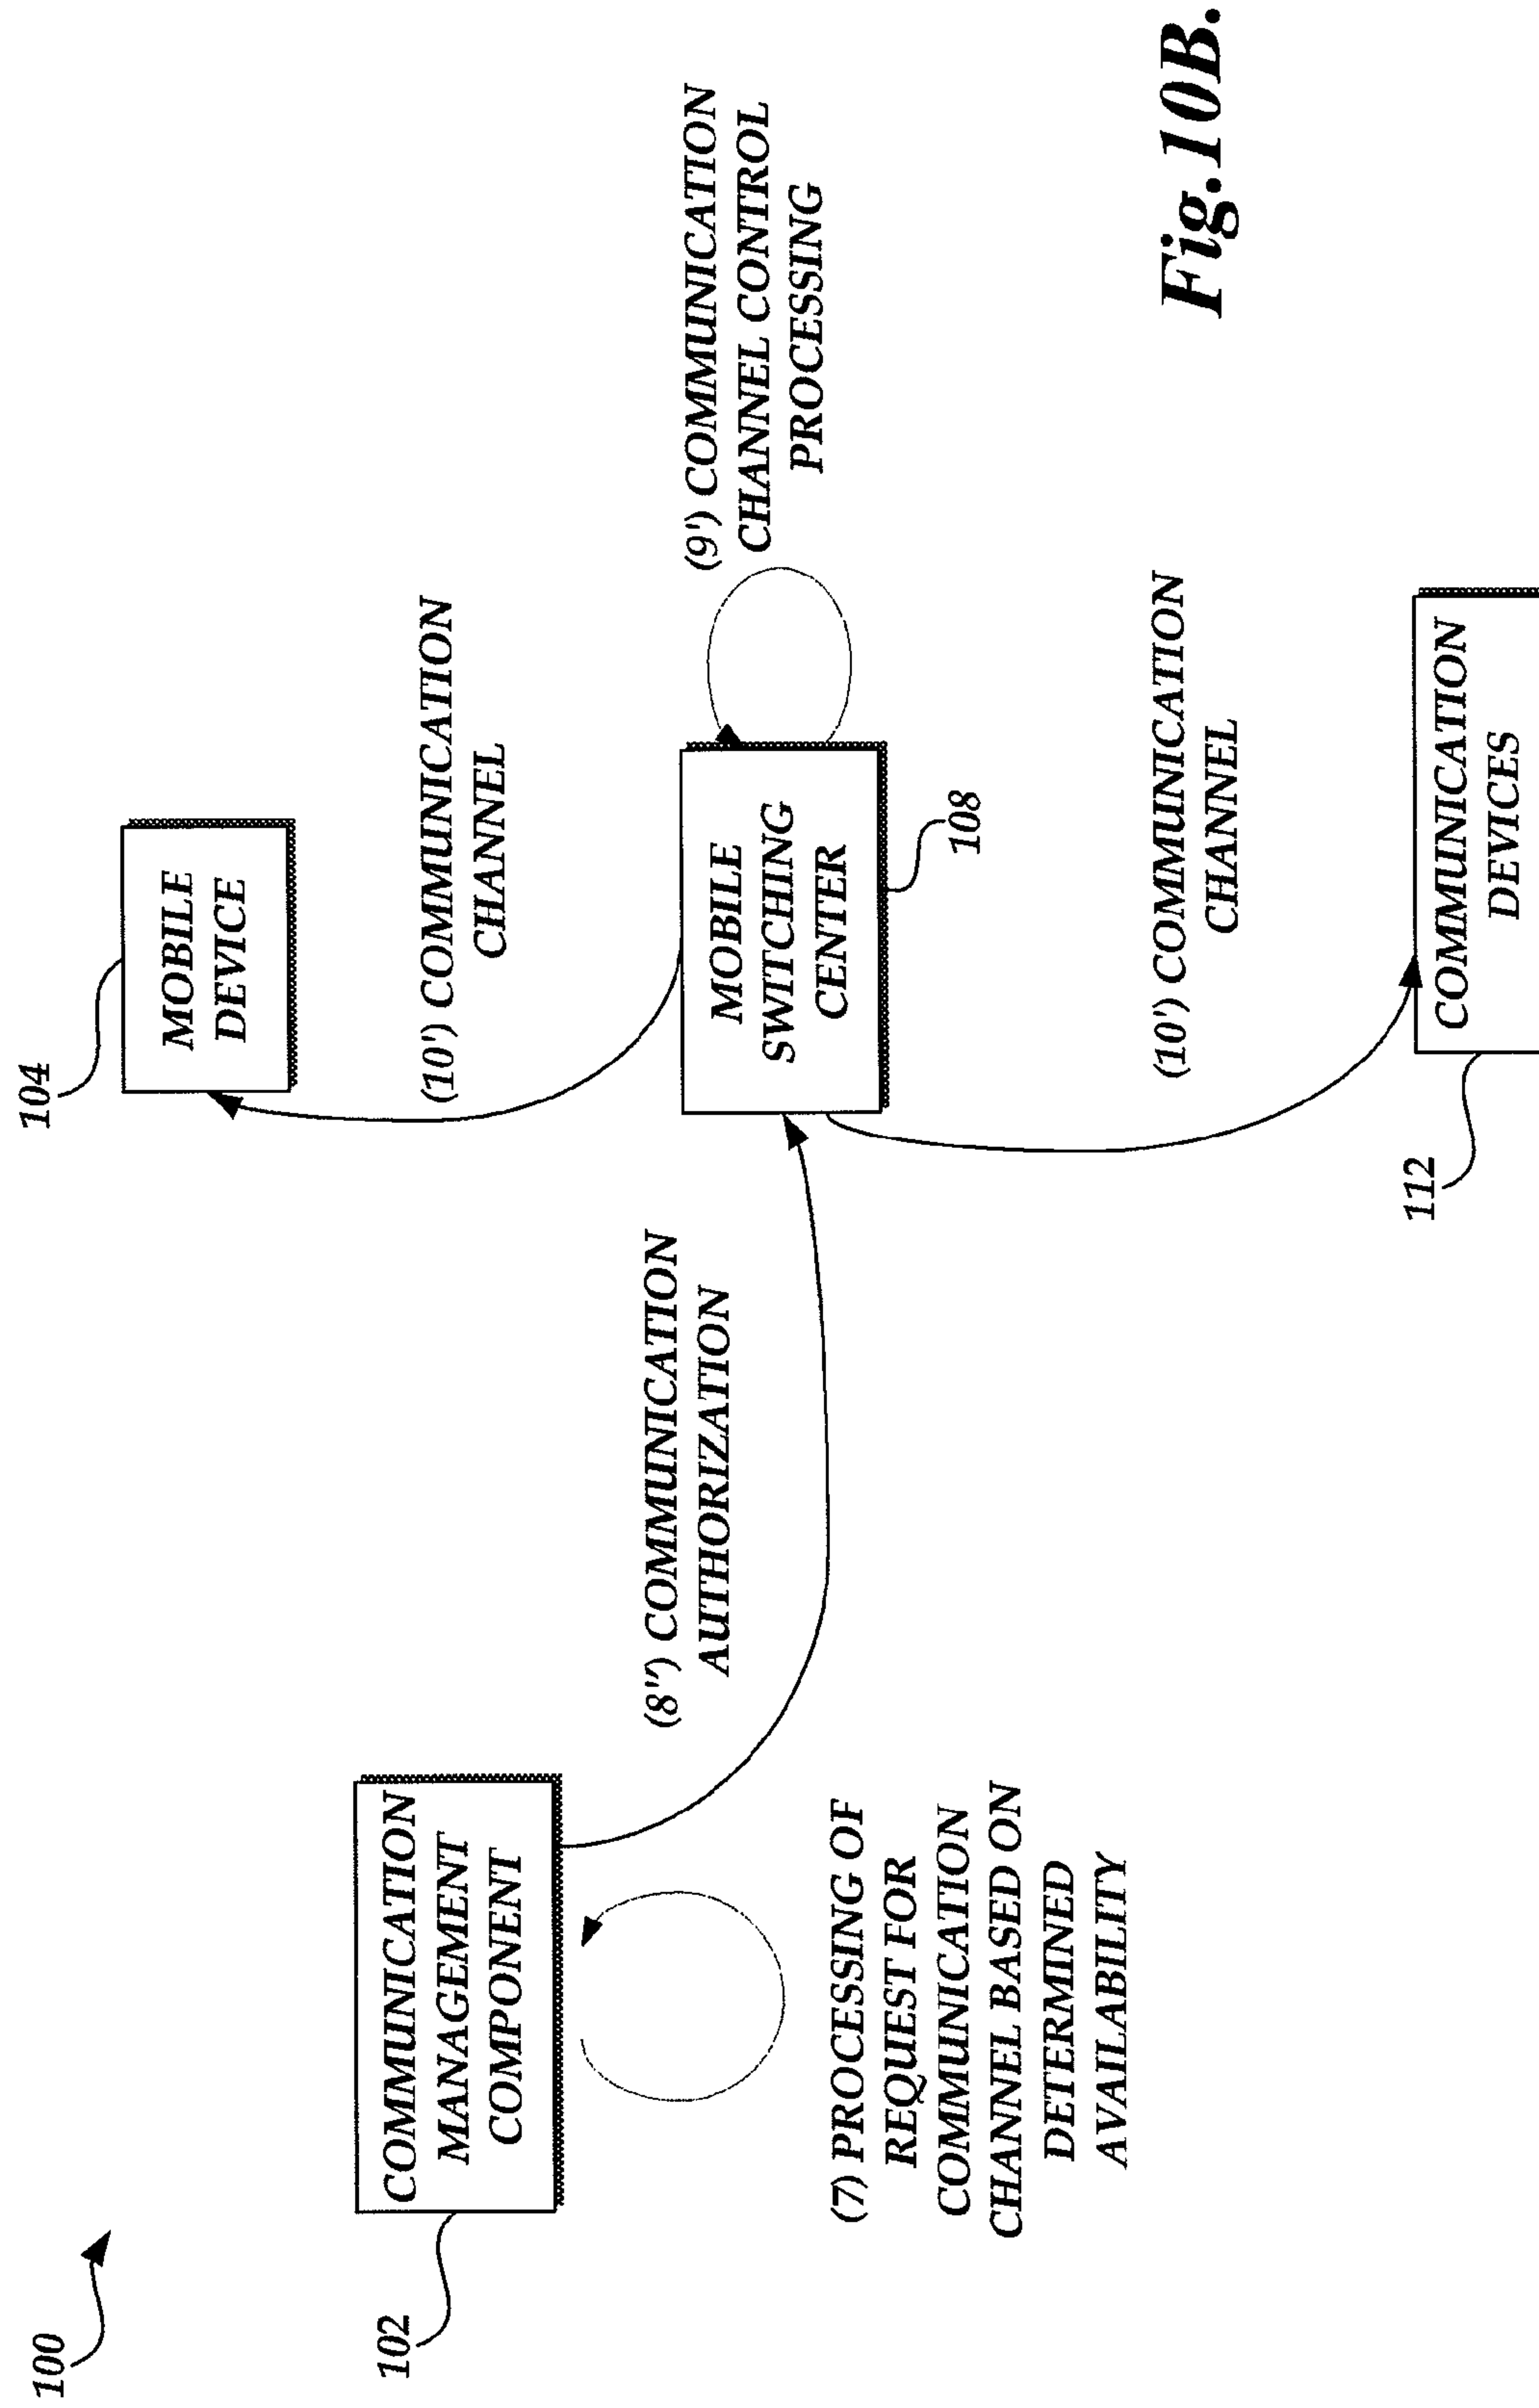 100
104
MOBILE
DEVICE
102
COMMUNICATION
MANAGEMENT
COMPONENT
(10') COMMUNICATION
CHANNEL
(8") COMMUNICATION
AUTHORIZATION
MOBILE
SWITCHING
CENTER
(9') COMMUNICATION
CHANNEL CONTROL
PROCESSING
108
(7) PROCESSING OF
REQUEST FOR
COMMUNICATION
CHANNEL BASED ON
DETERMINED
AVAILABILITY
(10') COMMUNICATION
CHANNEL
112
COMMUNICATION
DEVICES
Fig.10B.